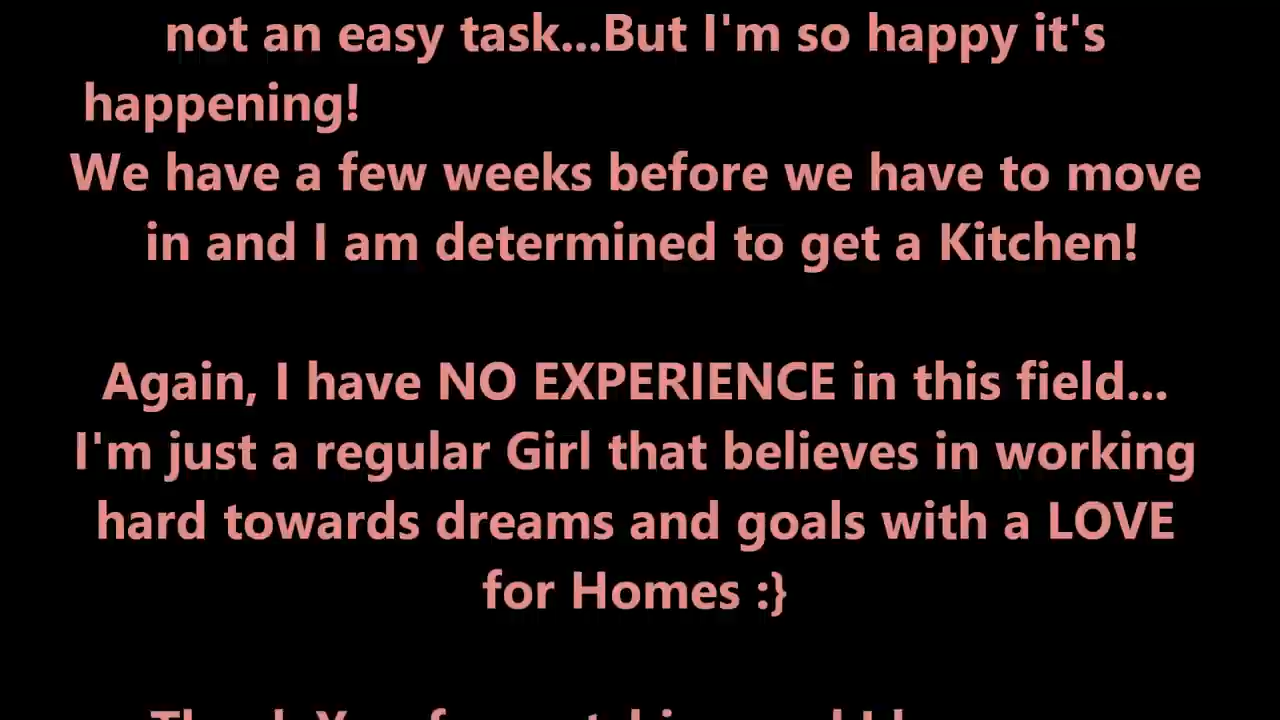 not an easy task...But I'm so happy it's
happening!
We have a few weeks before we have to move
in and I am determined to get a Kitchen!
Again, I have NO EXPERIENCE in this field...
I'm just a regular Girl that believes in working
hard towards dreams and goals with a LOVE
for Homes :}